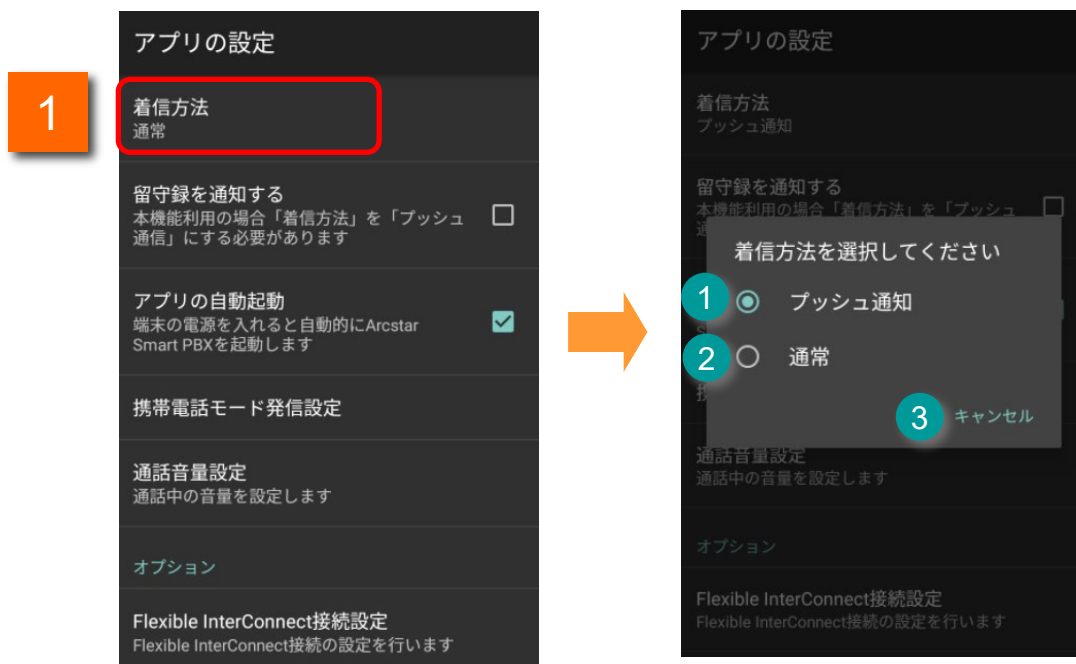 1
アプリの設定
着信方法
通常
留守録を通知する
本機能利用の場合「着信方法」を「プッシュ
通信」にする必要があります
アプリの自動起動
端末の電源を入れると自動的にArcstar
Smart PBXを起動します
携帯電話モード発信設定
通話音量設定
通話中の音量を設定します
オプション
Flexible InterConnect接続設定
Flexible InterConnect接続の設定を行います
アプリの設定
着信方法
プッシュ通知
留守録を通知する
本機能利用の場合「着信方法」を「プッシュ
通
着信方法を選択してください
1 プッシュ通知
2 通常
3 キャンセル
通話音量設定
通話中の音量を設定します
オプション
Flexible InterConnect接続設定
Flexible InterConnect接続の設定を行います